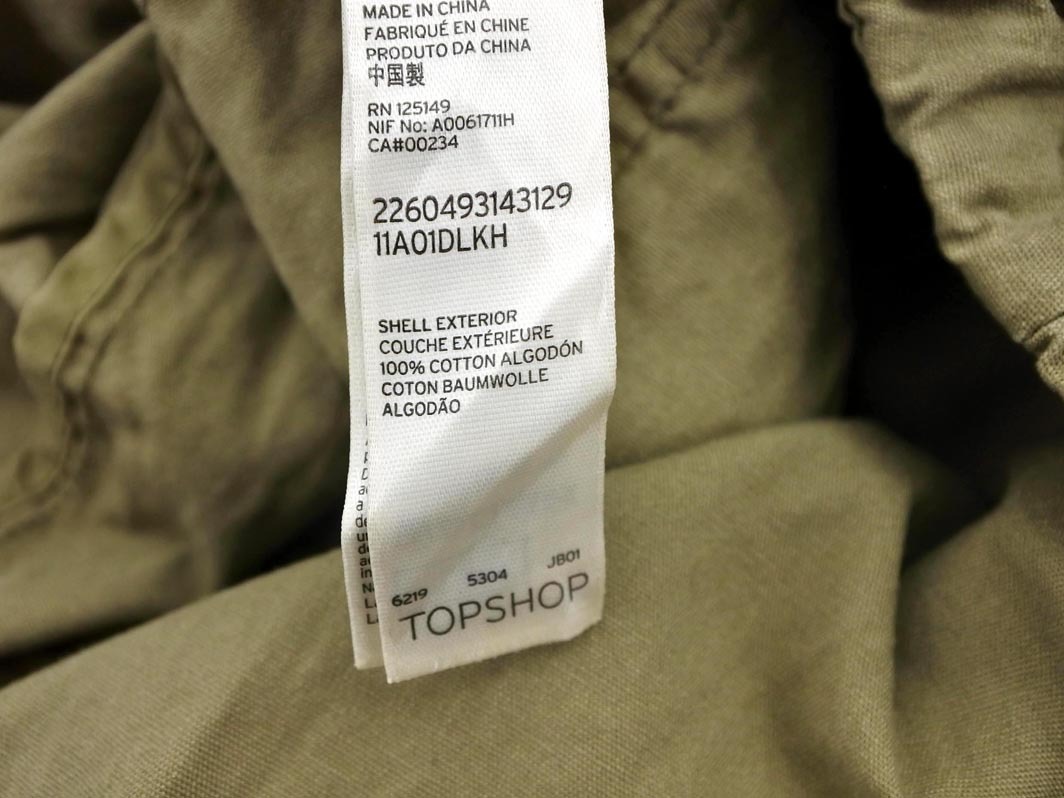 MADE IN CHINA
FABRIQUÉ EN CHINE
PRODUTO DA CHINA
中国製
RN 125149
NIF No: A0061711H
CA#00234
2260493143129
11A01DLKH
SHELL EXTERIOR
COUCHE EXTÉRIEURE
100% COTTON ALGODÓN
COTON BAUMWOLLE
ALGODÃO
6219 5304 JB01
TOPSHOP